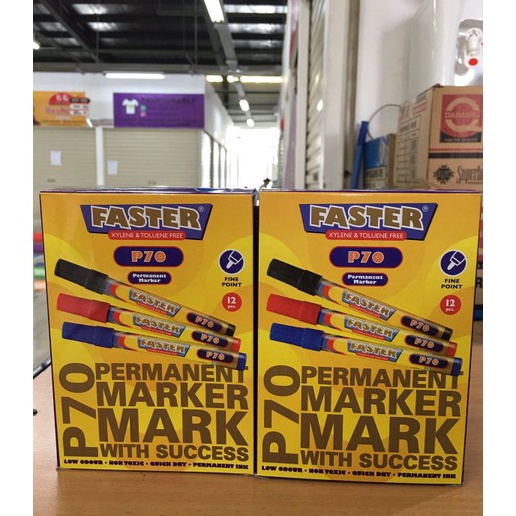 FASTER®
XYLENE & TOLUENE FREE
P70
Permanent
Marker
FINE
POINT
12
pcs.
FASTER P70
FASTER P70
FASTER P70
P70
PERMANENT
MARKER
MARK
WITH SUCCESS
LOW ODOUR • NON TOXIC • QUICK DRY • PERMANENT INK
FASTER®
XYLENE & TOLUENE FREE
P70
Permanent
Marker
FINE
POINT
12
pcs.
FASTER P70
FASTER P70
FASTER P70
P70
PERMANENT
MARKER
MARK
WITH SUCCESS
LOW ODOUR • NON TOXIC • QUICK DRY • PERMANENT INK
DAIMARU